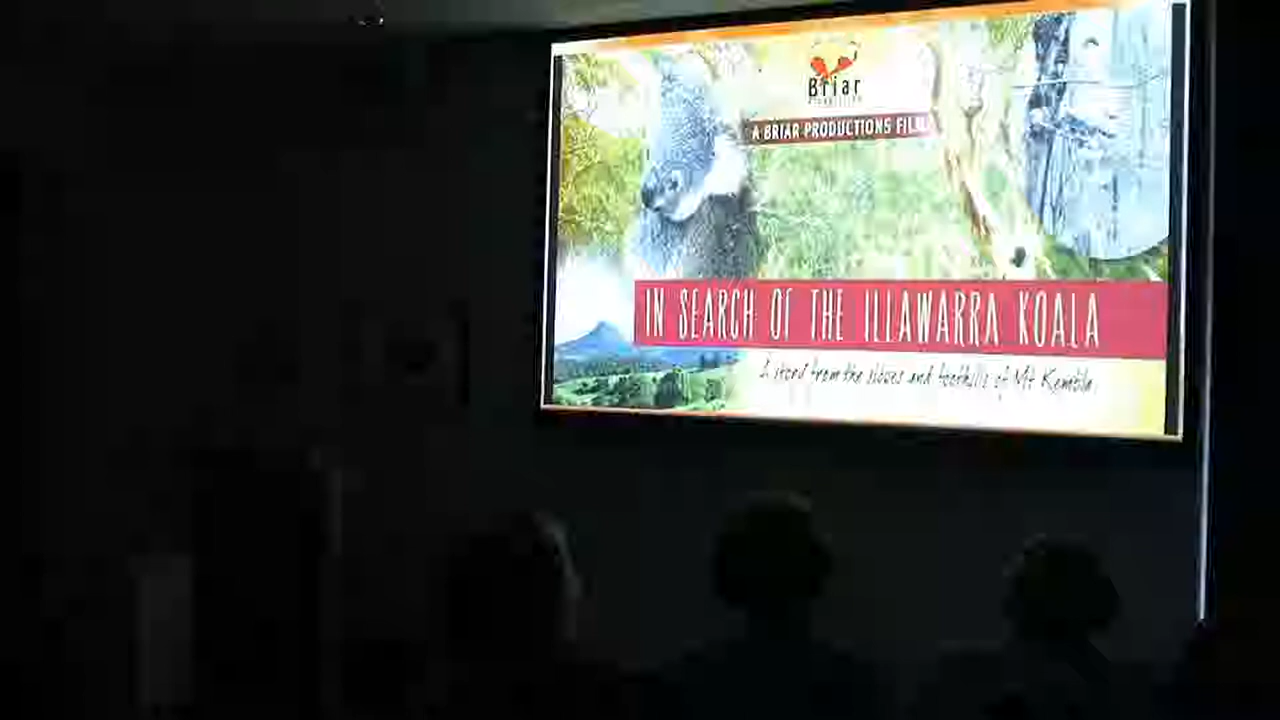 Briar
A BRIAR PRODUCTIONS FILM
IN SEARCH OF THE ILLAWARRA KOALA
A story from the slopes and foothills of Mt Kembla